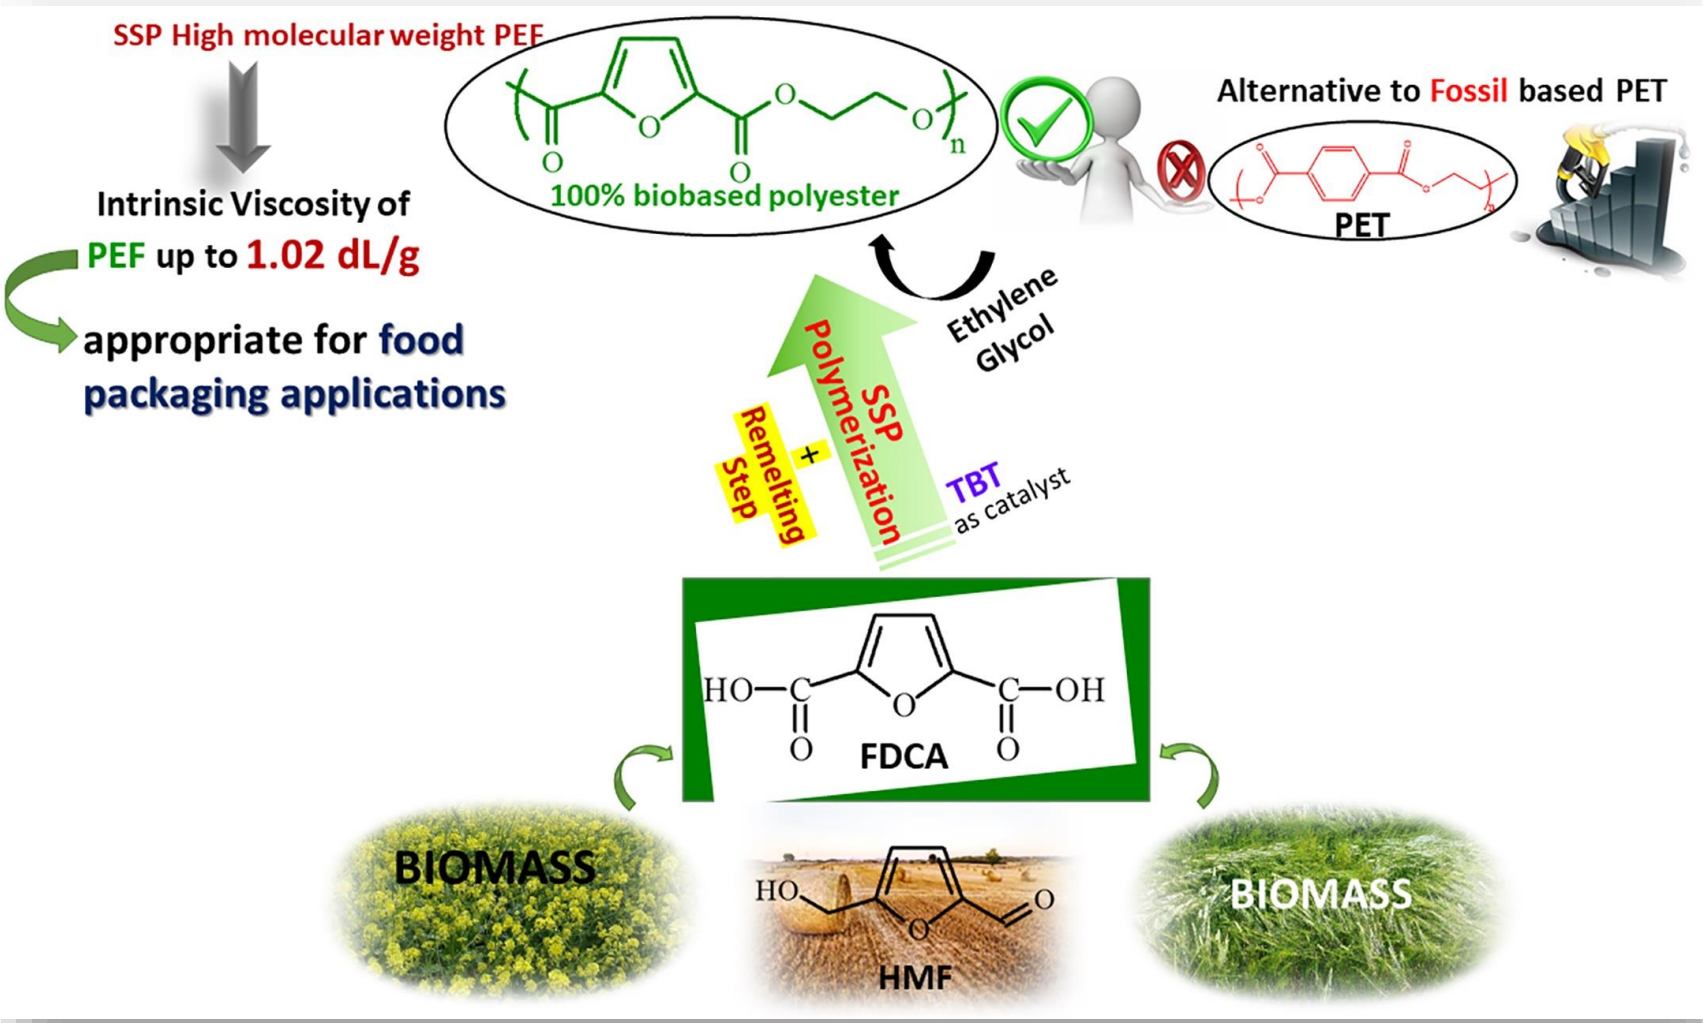 SSP High molecular weight PEF
Intrinsic Viscosity of
PEF up to 1.02 dL/g
appropriate for food
packaging applications
O
O
O
O
O
n
100% biobased polyester
Alternative to Fossil based PET
O
O
O
O
n
PET
Ethylene
Glycol
SSP
Polymerization
+
Remelting
Step
TBT
as catalyst
HO
C
O
C
OH
O
O
FDCA
BIOMASS
HO
O
O
HMF
BIOMASS